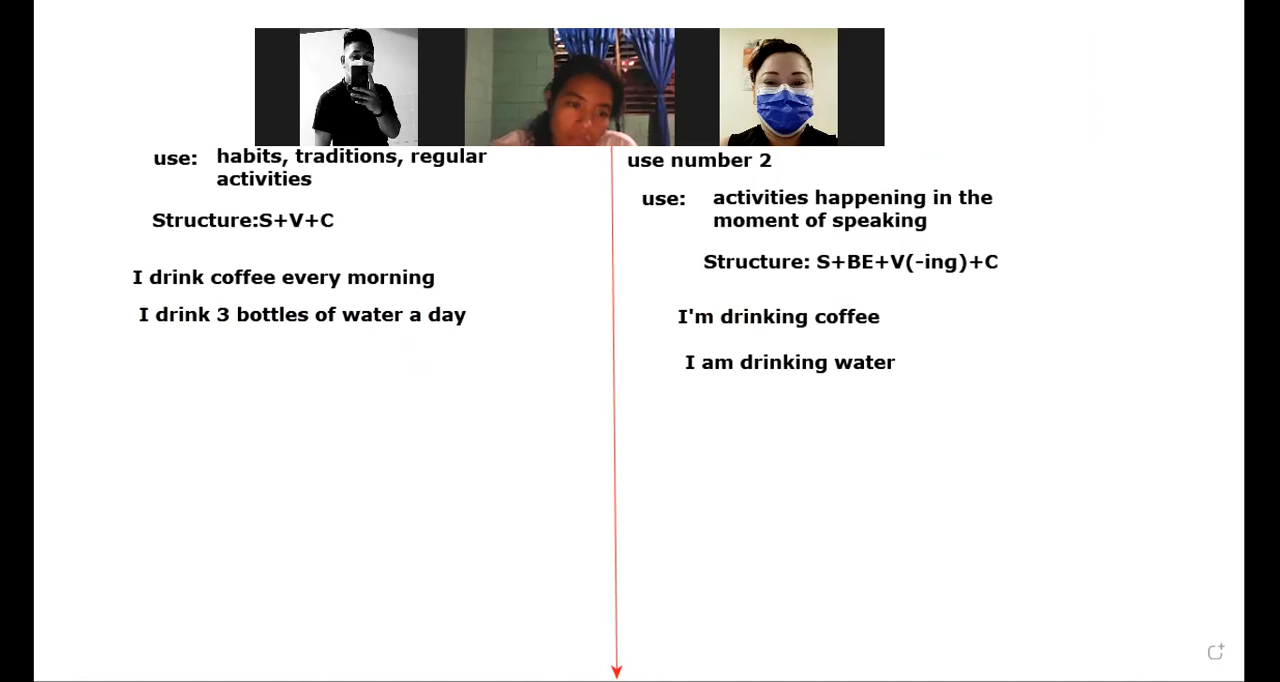 use: habits, traditions, regular
activities
Structure:S+V+C
I drink coffee every morning
I drink 3 bottles of water a day
use number 2
use: activities happening in the
moment of speaking
Structure: S+BE+V(-ing)+C
I'm drinking coffee
I am drinking water